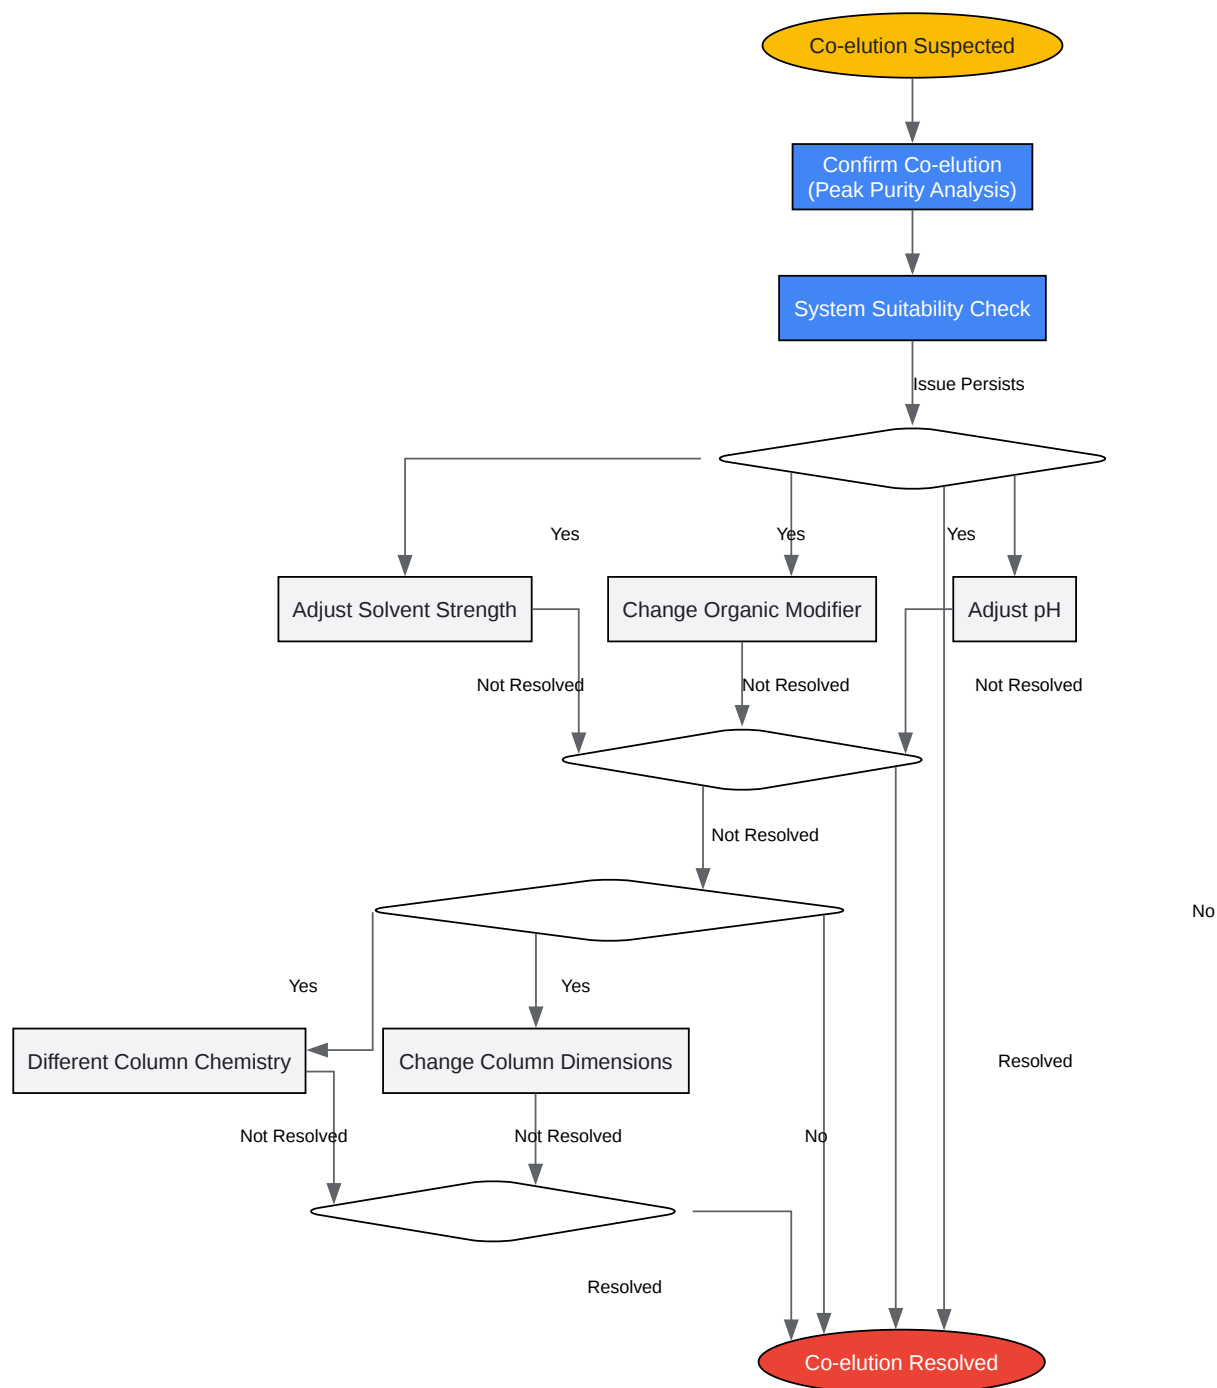 Co-elution Suspected
Confirm Co-elution
(Peak Purity Analysis)
System Suitability Check
Issue Persists
Yes
Yes
Yes
Adjust Solvent Strength
Change Organic Modifier
Adjust pH
Not Resolved
Not Resolved
Not Resolved
Not Resolved
No
Yes
Yes
Different Column Chemistry
Change Column Dimensions
Resolved
Not Resolved
Not Resolved
No
Resolved
Co-elution Resolved